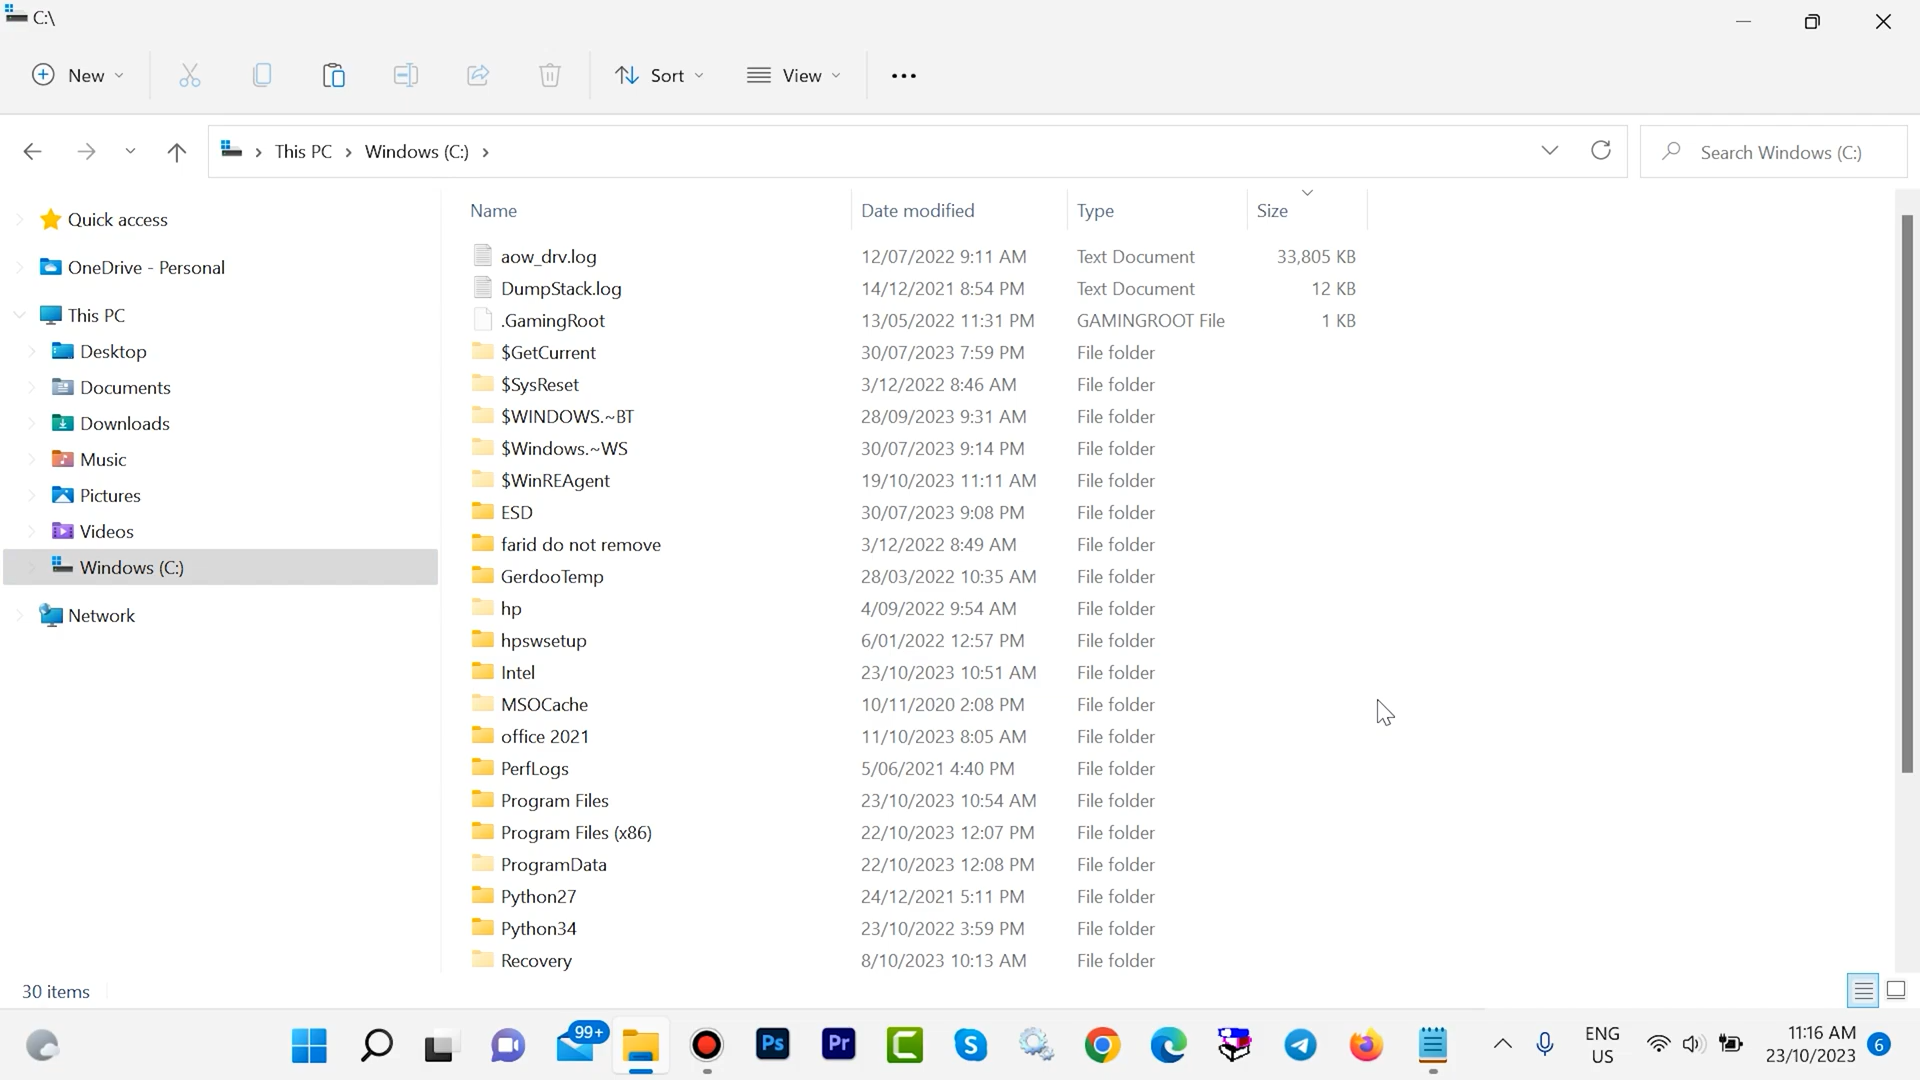 C:\
New
Sort
View
This PC
Windows (C:)
Search Windows (C:)
Quick access
OneDrive - Personal
This PC
Desktop
Documents
Downloads
Music
Pictures
Videos
Windows (C:)
Network
Name Date modified Type Size
aow_drv.log 12/07/2022 9:11 AM Text Document 33,805 KB
DumpStack.log 14/12/2021 8:54 PM Text Document 12 KB
.GamingRoot 13/05/2022 11:31 PM GAMINGROOT File 1 KB
$GetCurrent 30/07/2023 7:59 PM File folder
$SysReset 3/12/2022 8:46 AM File folder
$WINDOWS.~BT 28/09/2023 9:31 AM File folder
$Windows.~WS 30/07/2023 9:14 PM File folder
$WinREAgent 19/10/2023 11:11 AM File folder
ESD 30/07/2023 9:08 PM File folder
farid do not remove 3/12/2022 8:49 AM File folder
GerdooTemp 28/03/2022 10:35 AM File folder
hp 4/09/2022 9:54 AM File folder
hpswsetup 6/01/2022 12:57 PM File folder
Intel 23/10/2023 10:51 AM File folder
MSOCache 10/11/2020 2:08 PM File folder
office 2021 11/10/2023 8:05 AM File folder
PerfLogs 5/06/2021 4:40 PM File folder
Program Files 23/10/2023 10:54 AM File folder
Program Files (x86) 22/10/2023 12:07 PM File folder
ProgramData 22/10/2023 12:08 PM File folder
Python27 24/12/2021 5:11 PM File folder
Python34 23/10/2022 3:59 PM File folder
Recovery 8/10/2023 10:13 AM File folder
30 items
99+
Ps
Pr
S
ENG
US
11:16 AM
23/10/2023
6